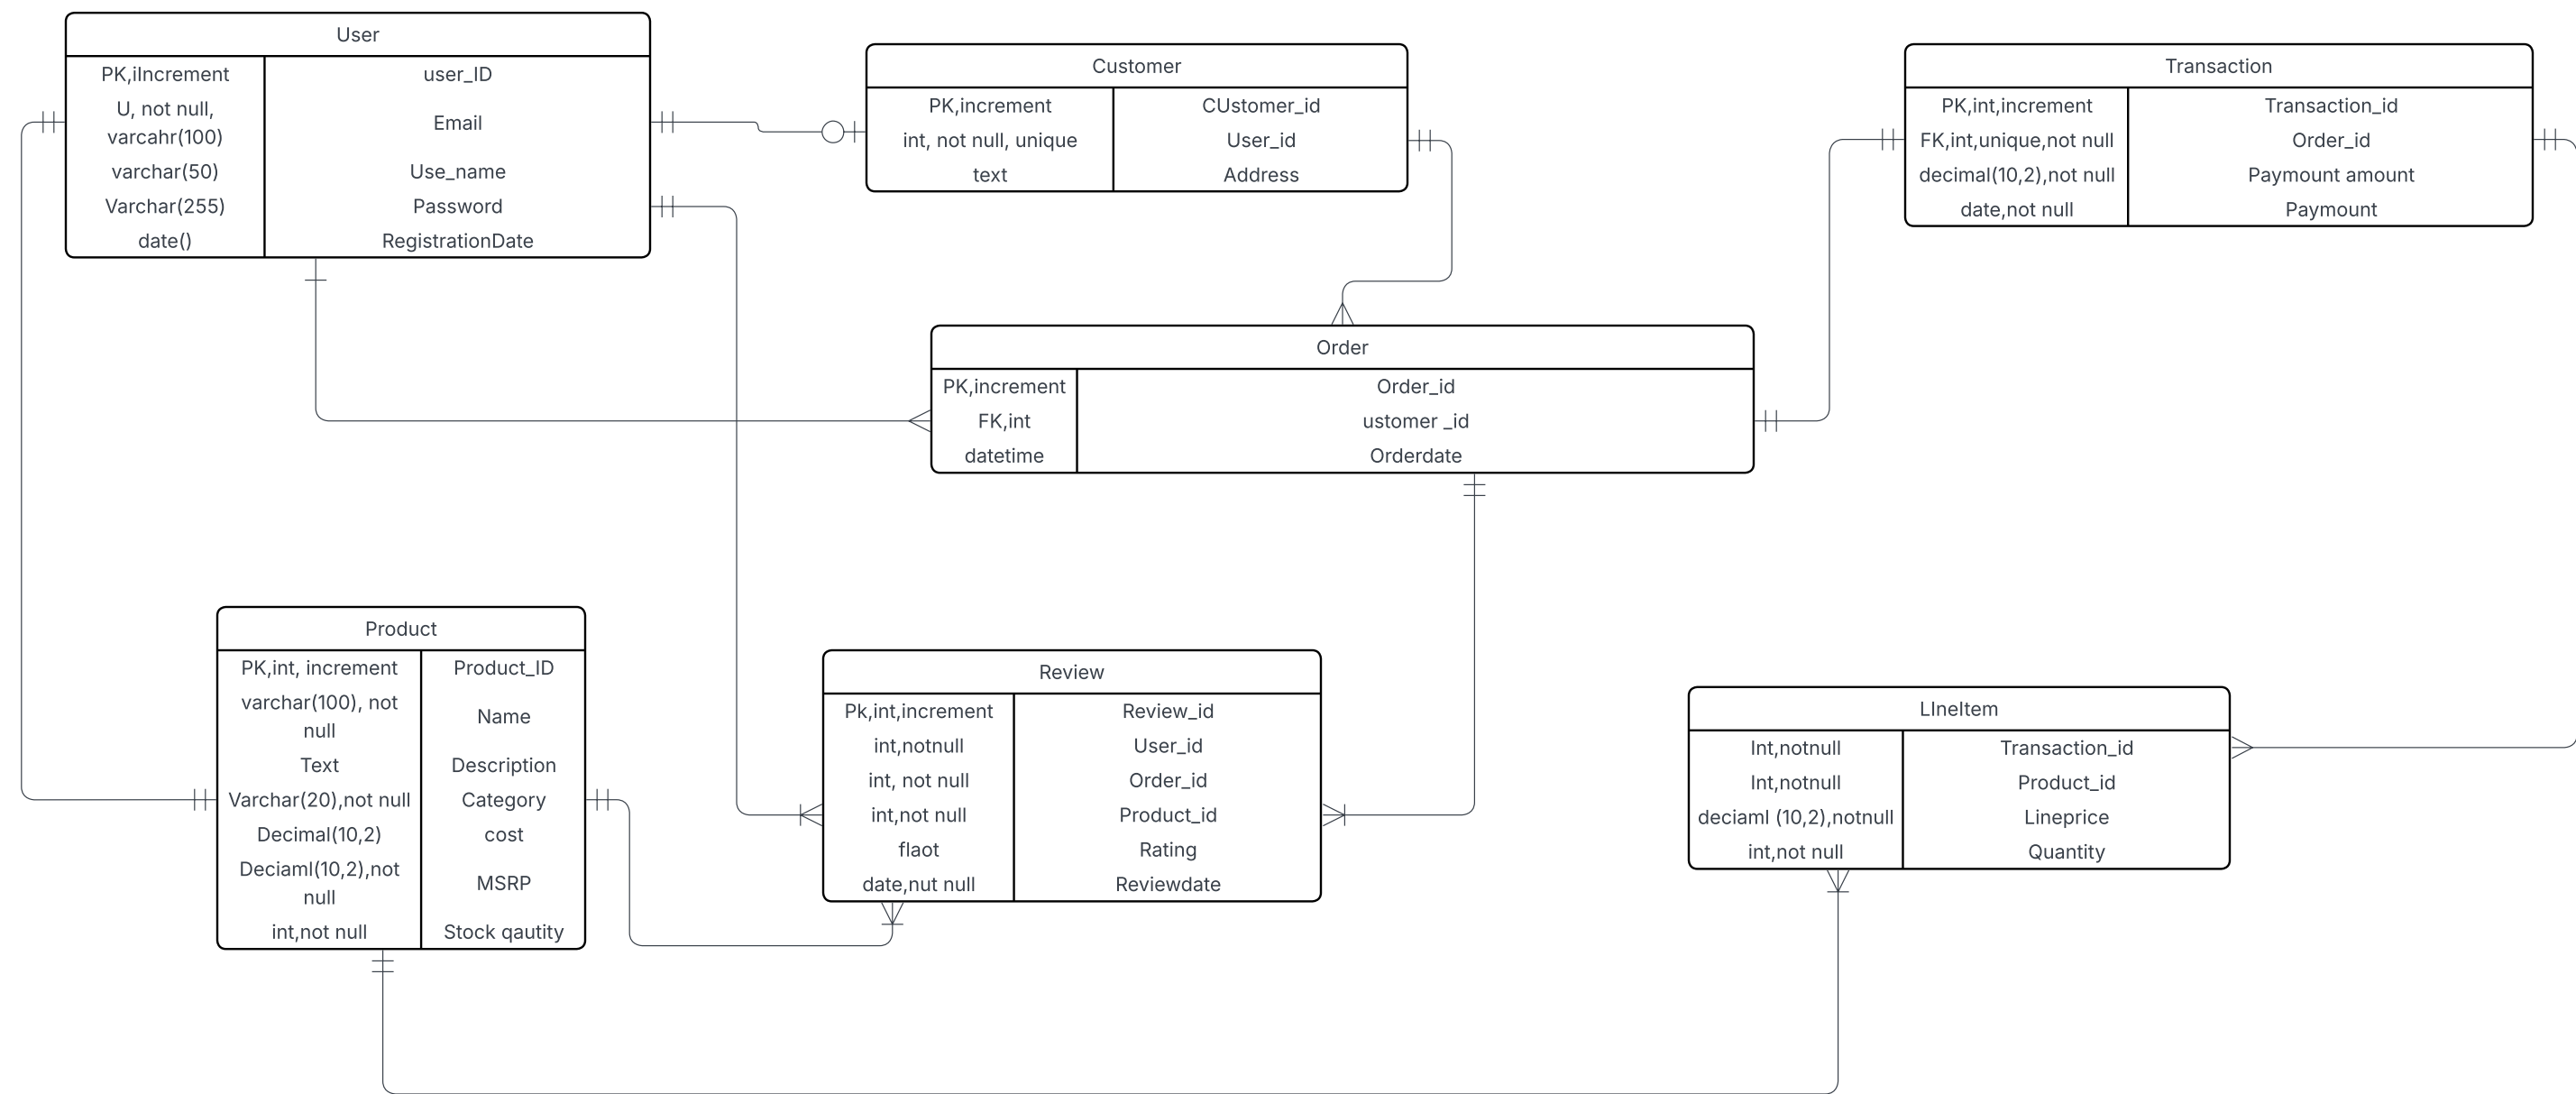 User
PK,iIncrement user_ID
U, not null,
varcahr(100) Email
varchar(50) Use_name
Varchar(255) Password
date() RegistrationDate
Customer
PK,increment CUstomer_id
int, not null, unique User_id
text Address
Transaction
PK,int,increment Transaction_id
FK,int,unique,not null Order_id
decimal(10,2),not null Paymount amount
date,not null Paymount
Order
PK,increment Order_id
FK,int ustomer _id
datetime Orderdate
Product
PK,int, increment Product_ID
varchar(100), not
null Name
Text Description
Varchar(20),not null Category
Decimal(10,2) cost
Deciaml(10,2),not
null MSRP
int,not null Stock qautity
Review
Pk,int,increment Review_id
int,notnull User_id
int, not null Order_id
int,not null Product_id
flaot Rating
date,nut null Reviewdate
LIneItem
Int,notnull Transaction_id
Int,notnull Product_id
deciaml (10,2),notnull Lineprice
int,not null Quantity